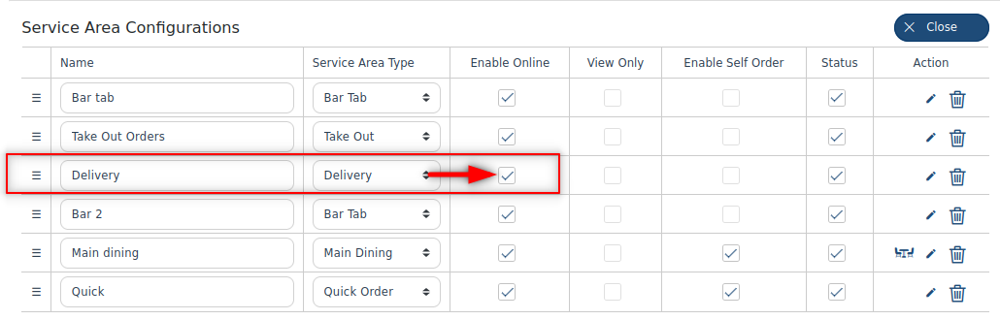 Service Area Configurations
Close
Name Service Area Type Enable Online View Only Enable Self Order Status Action
Bar tab Bar Tab
Take Out Orders Take Out
Delivery Delivery
Bar 2 Bar Tab
Main dining Main Dining
Quick Quick Order